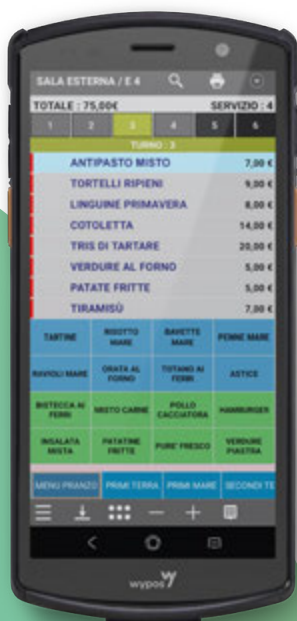 SALA ESTERNA / E 4
TOTALE : 75,00€ SERVIZIO : 4
1 2 3 4 5 6
TURNO : 3
ANTIPASTO MISTO 7,00 €
TORTELLI RIPIENI 9,00 €
LINGUINE PRIMAVERA 8,00 €
COTOLETTA 14,00 €
TRIS DI TARTARE 20,00 €
VERDURE AL FORNO 5,00 €
PATATE FRITTE 5,00 €
TIRAMISÙ 7,00 €
TARTINE RISOTTO MARE BAVETTE MARE PENNE MARE
RAVIOLI MARE ORATA AL FORNO TOTANO AI FERRI ASTICE
BISTECCA AI FERRI MISTO CARNE POLLO CACCIATORA HAMBURGER
INSALATA MISTA PATATINE FRITTE PURE' FRESCO VERDURE PIASTRA
MENU PRANZO PRIMI TERRA PRIMI MARE SECONDI TE
wypos